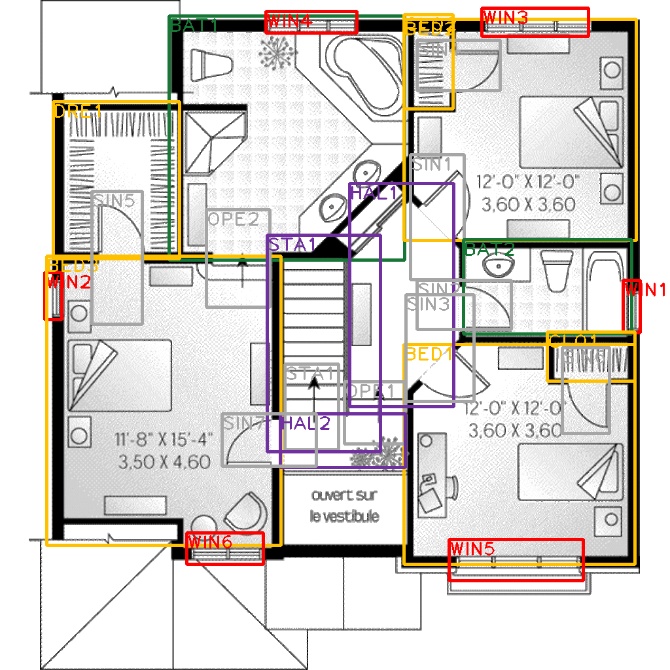 BAT1
WIN4
WIN3
BED2
DRE1
SIN1
HAL1
12'-0" X 12'-0"
3,60 X 3,60
SIN5
OPE2
STA1
BAT2
BED3
WIN2
WIN1
SIN2
SIN3
CLO1
BED1
STA1
OPE1
12'-0" X 12'-0"
3,60 X 3,60
SIN7
HAL2
11'-8" X 15'-4"
3,50 X 4,60
ouvert sur
le vestibule
WIN6
WIN5